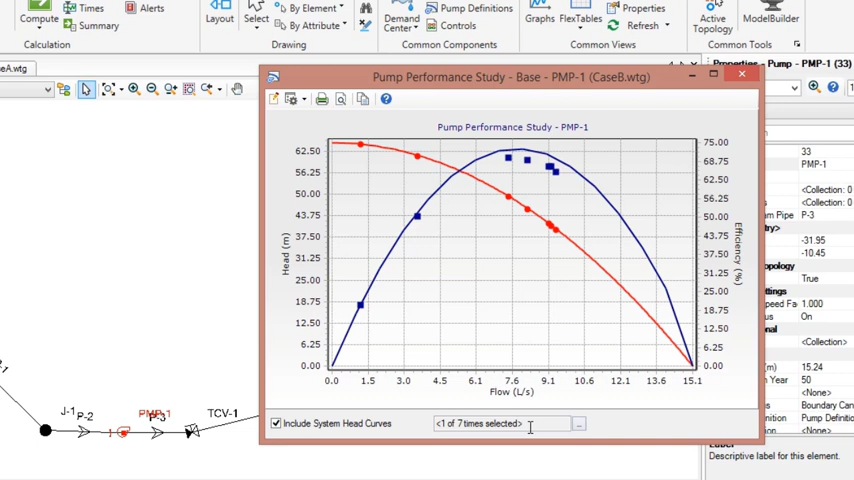 Compute
Times
Summary
Alerts
Calculation
Layout
Select
By Element
By Attribute
Drawing
Demand Center
Pump Definitions
Controls
Common Components
Graphs
FlexTables
Properties
Refresh
Common Views
Active Topology
ModelBuilder
Common Tools
Properties - Pump - PMP-1 (33)
Pump Performance Study - Base - PMP-1 (CaseB.wtg)
Pump Performance Study - PMP-1
Head (m)
62.50
56.25
50.00
43.75
37.50
31.25
25.00
18.75
12.50
6.25
0.00
75.00
68.75
62.50
56.25
50.00
43.75
37.50
31.25
25.00
18.75
12.50
6.25
0.00
Efficiency (%)
0.0 1.5 3.0 4.5 6.1 7.6 9.1 10.6 12.1 13.6 15.1
Flow (L/s)
Include System Head Curves
<1 of 7 times selected>
...
J-1
P-2
PMP-1
P-3
TCV-1
33
PMP-1
<Collection: 0
<Collection: 0
P-3
-31.95
-10.45
True
1.000
On
<Collection>
15.24
50
<None>
Boundary Can
Pump Definiti
<None>
Label
Descriptive label for this element.